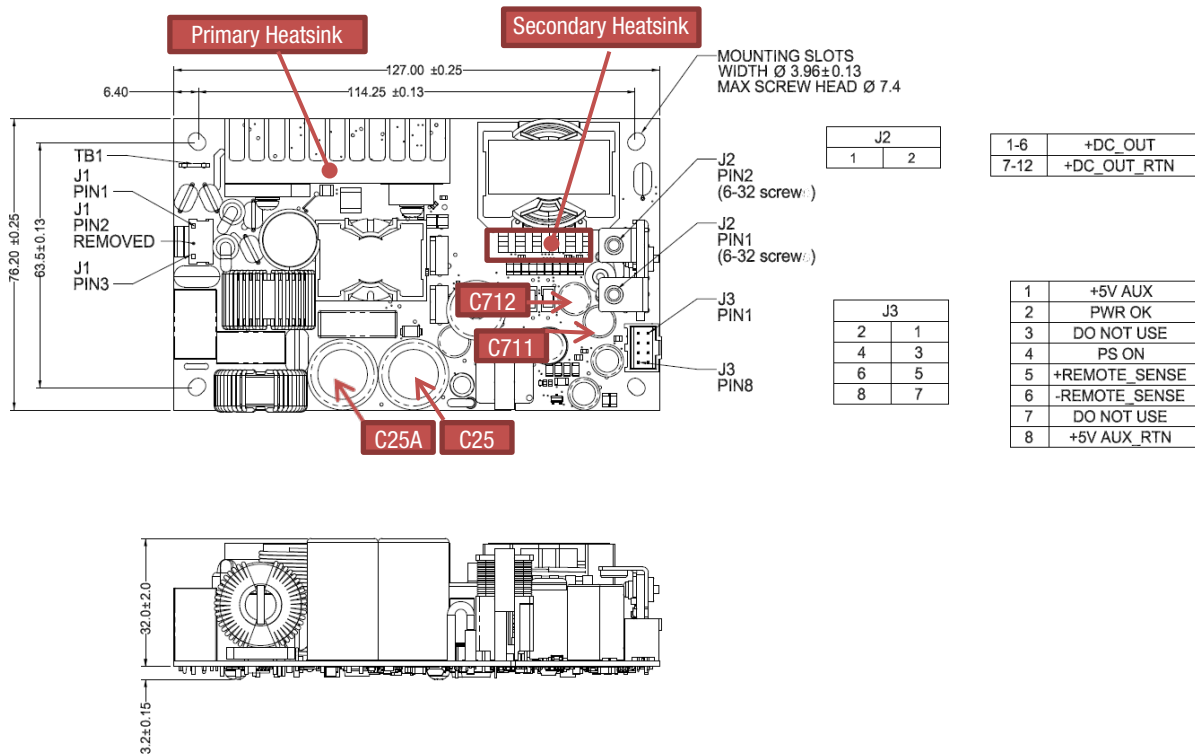 Primary Heatsink
Secondary Heatsink
127.00 ±0.25
6.40
114.25 ±0.13
MOUNTING SLOTS
WIDTH Ø 3.96±0.13
MAX SCREW HEAD Ø 7.4
76.20 ±0.25
63.5±0.13
TB1
J1
PIN1
J1
PIN2
REMOVED
J1
PIN3
J2
PIN2
(6-32 screws)
J2
PIN1
(6-32 screws)
J3
PIN1
J3
PIN8
C712
C711
C25A
C25
J2
1 2
1-6 +DC_OUT
7-12 +DC_OUT_RTN
J3
2 1
4 3
6 5
8 7
1 +5V AUX
2 PWR OK
3 DO NOT USE
4 PS ON
5 +REMOTE_SENSE
6 -REMOTE_SENSE
7 DO NOT USE
8 +5V AUX_RTN
32.0±2.0
3.2±0.15